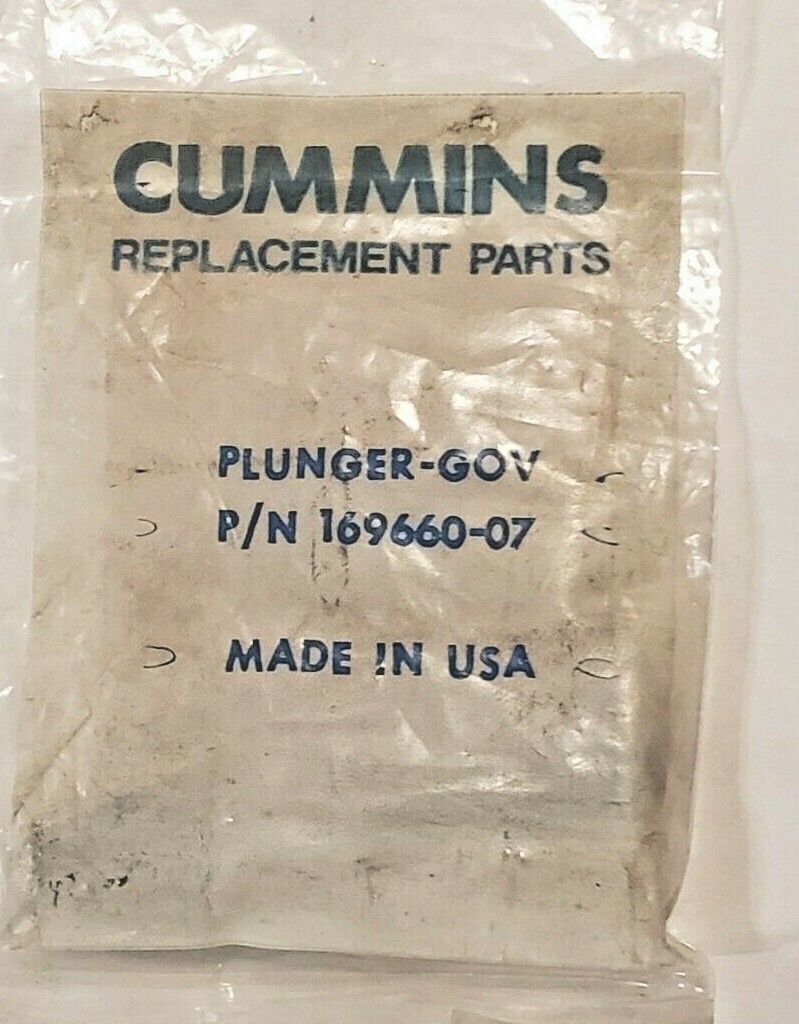 CUMMINS
REPLACEMENT PARTS
PLUNGER-GOV
P/N 169660-07
MADE IN USA